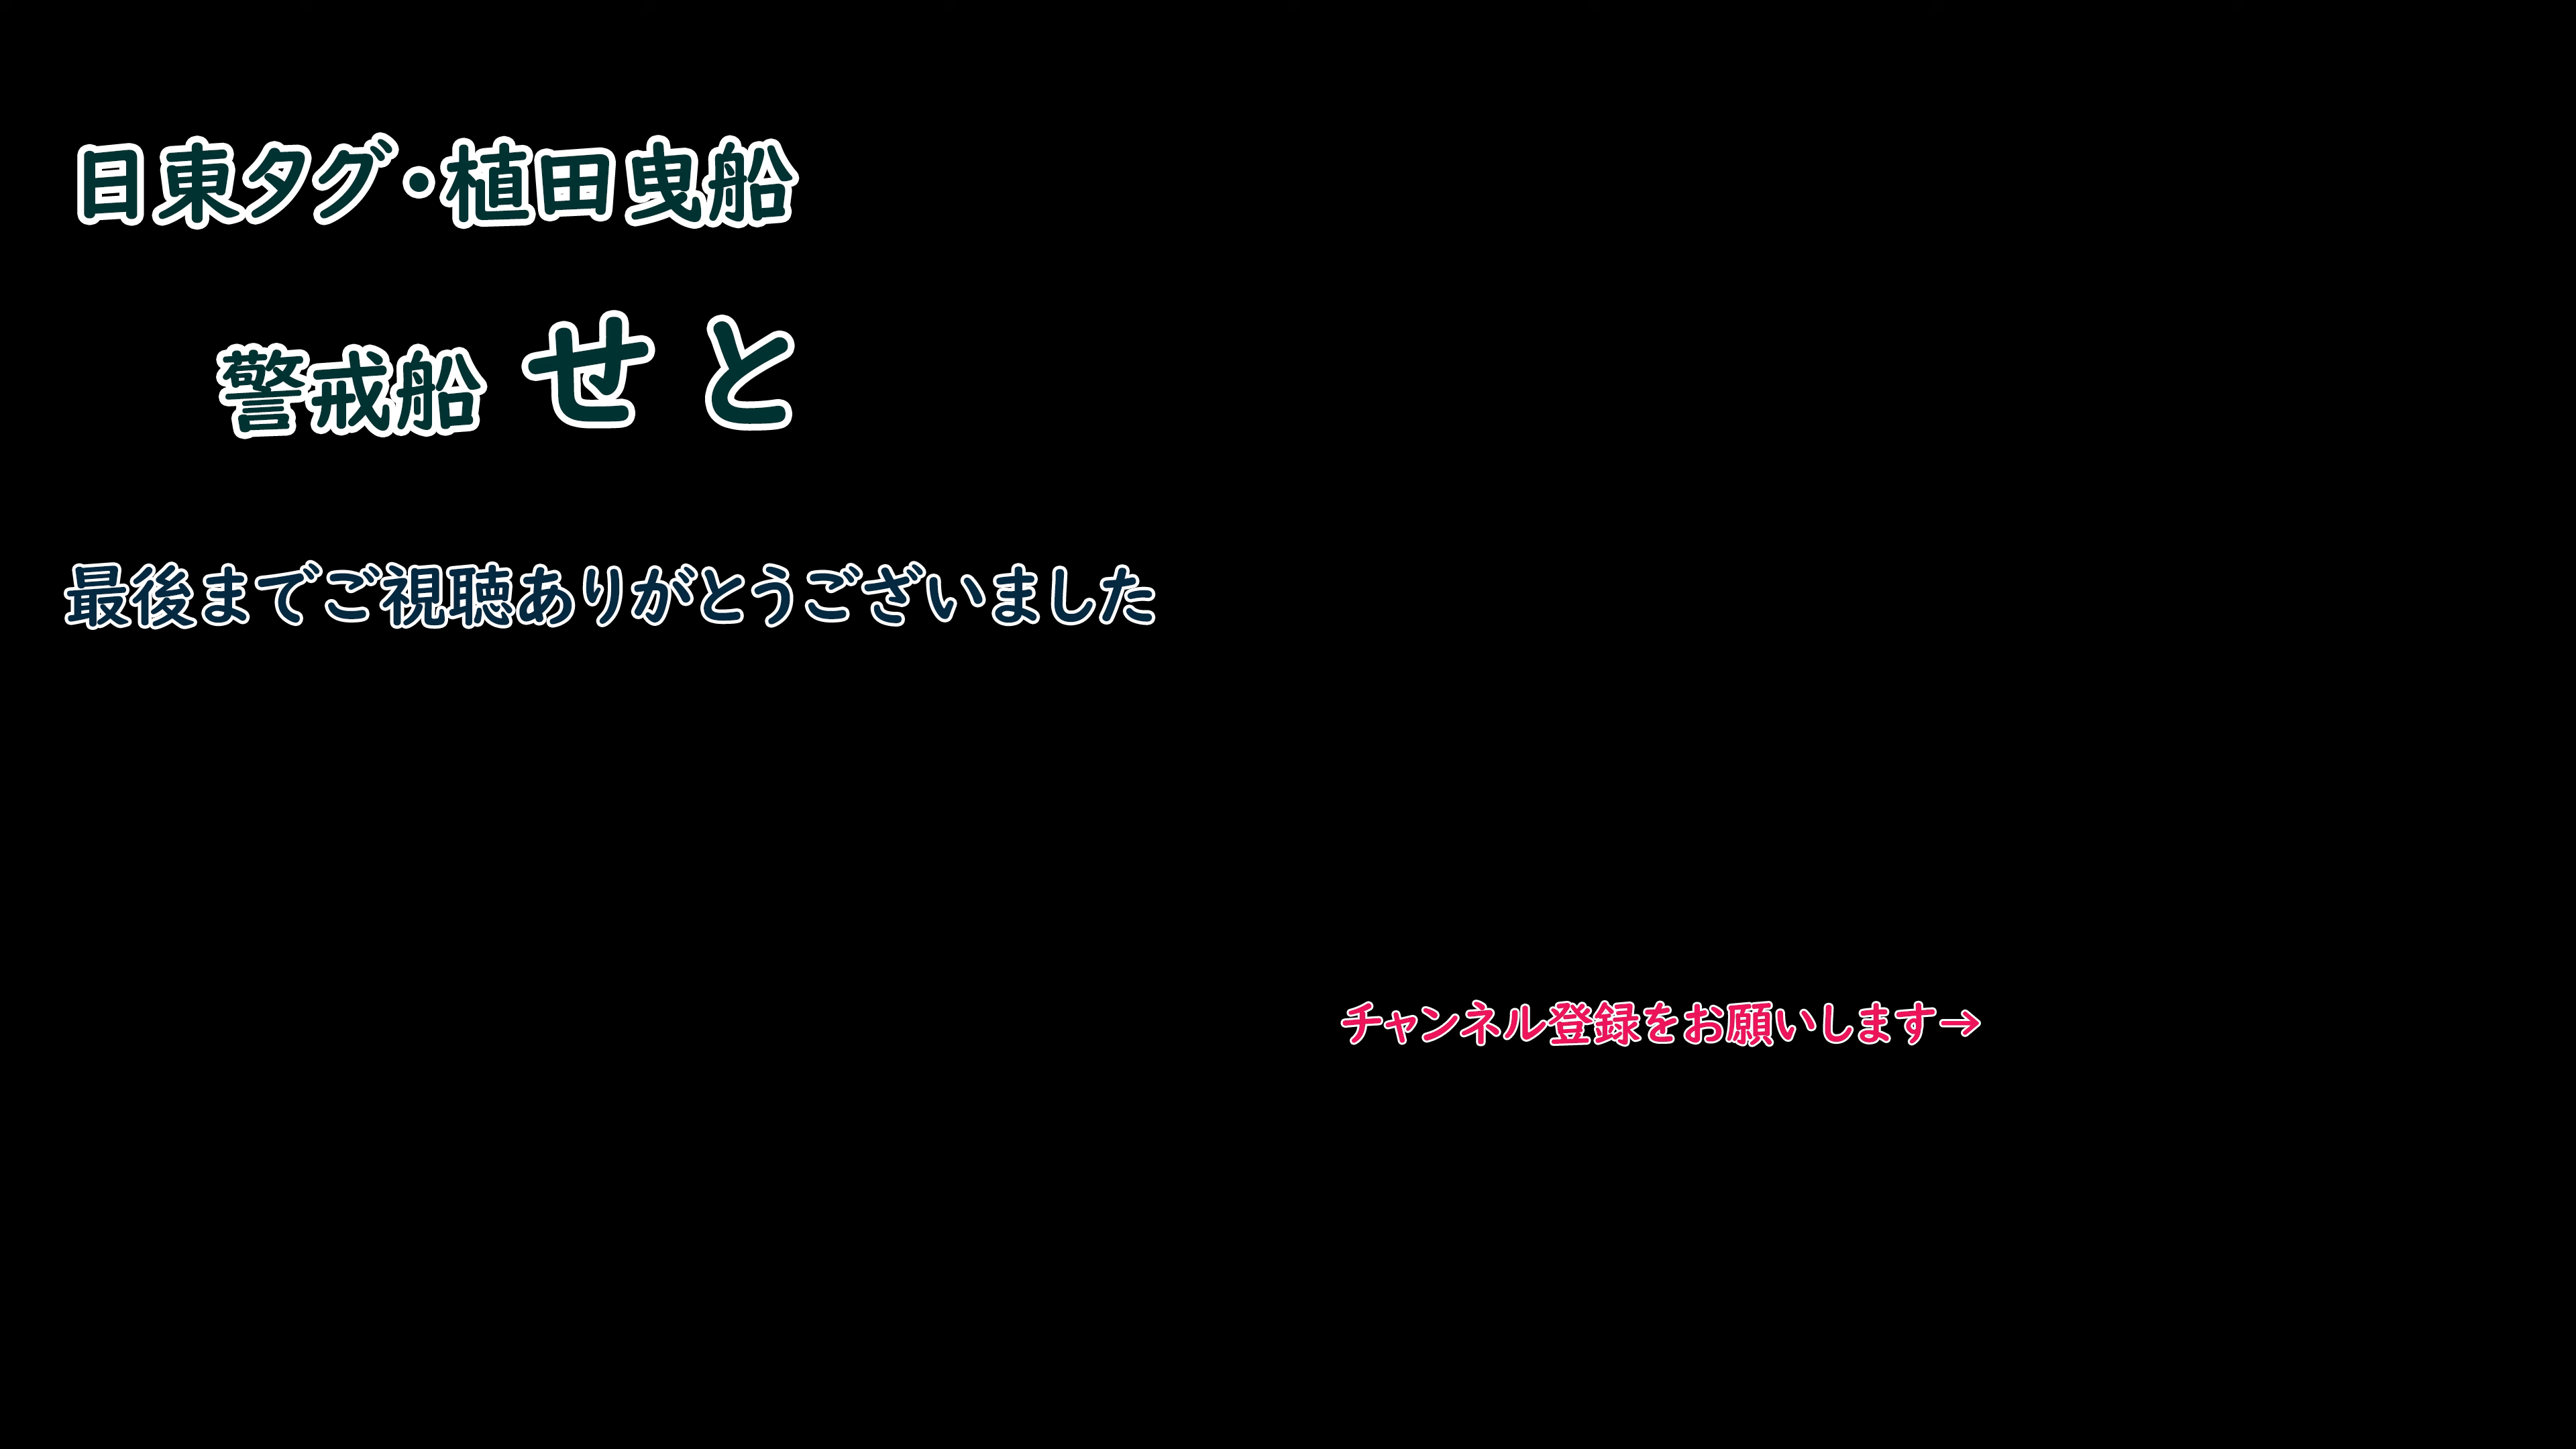 日東タグ・植田曳船
警戒船 せと
最後までご視聴ありがとうございました
チャンネル登録をお願いします→